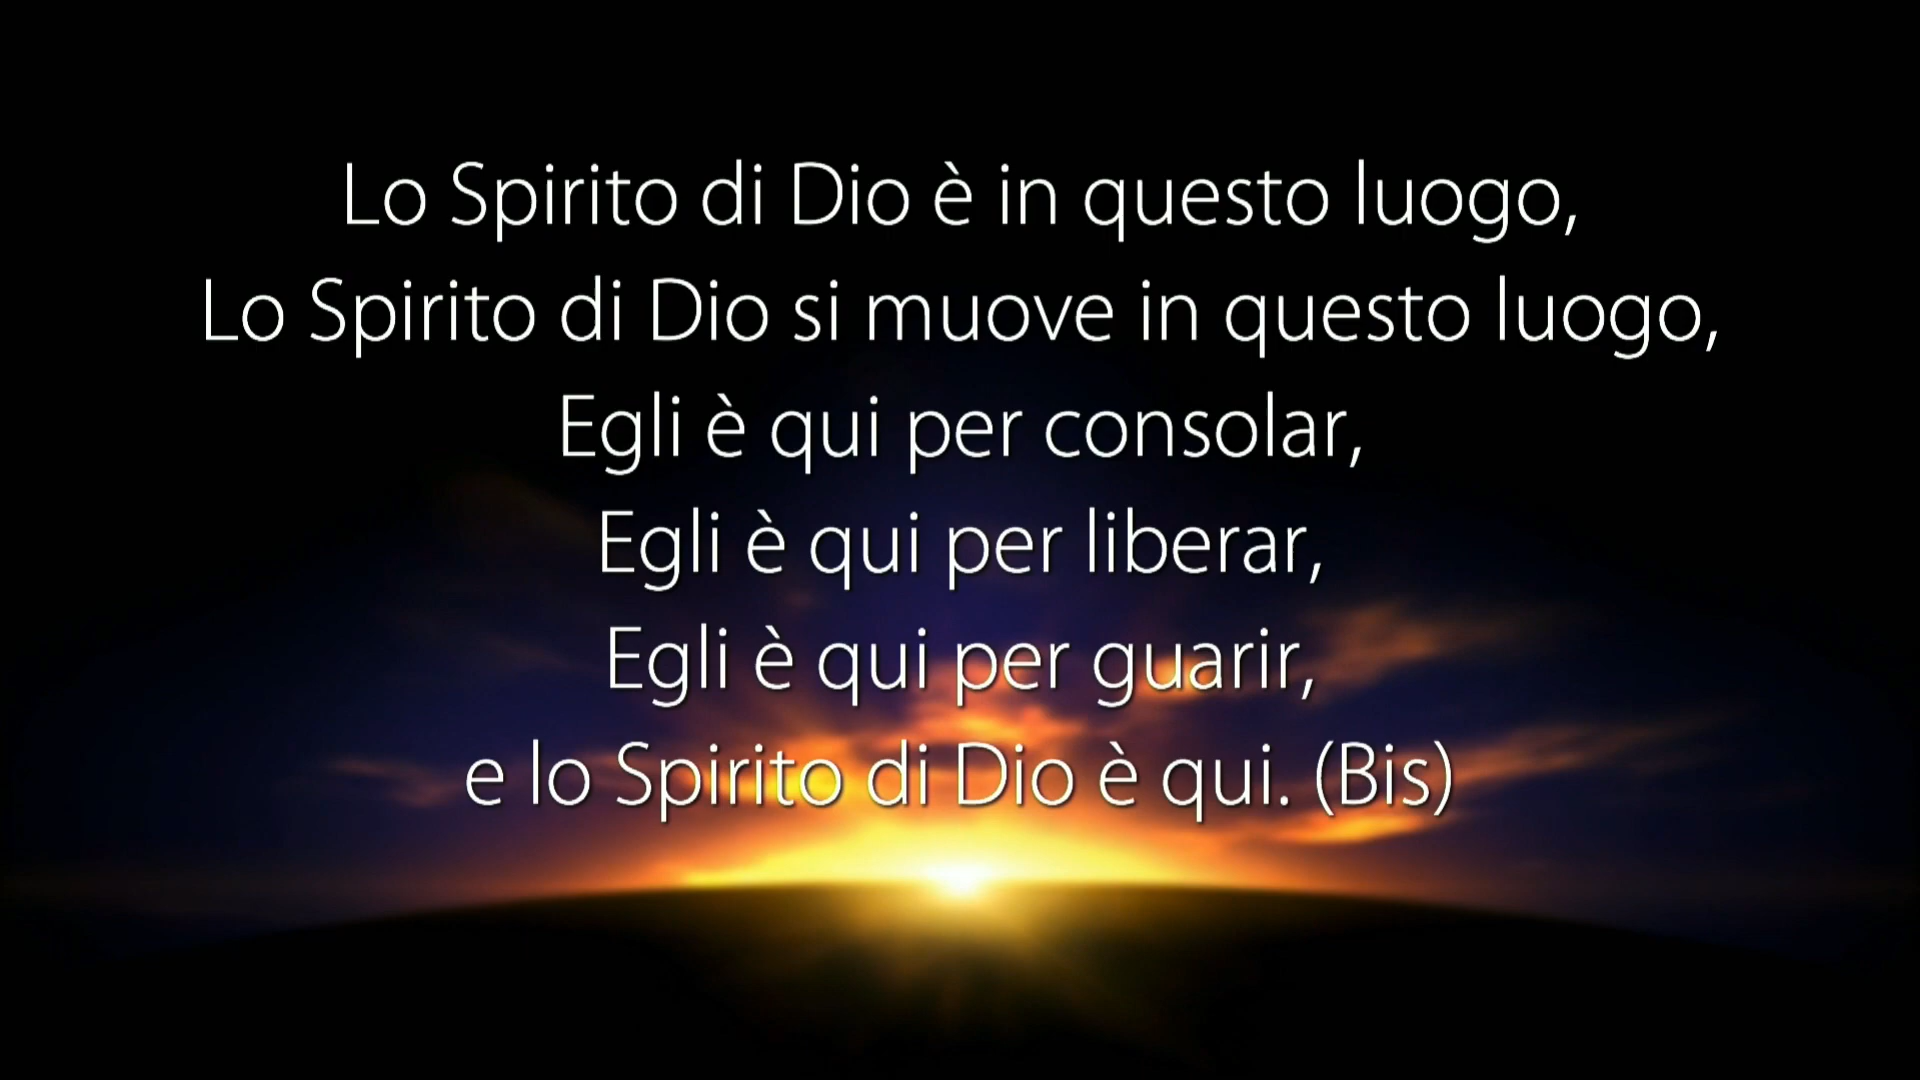 Lo Spirito di Dio è in questo luogo,
Lo Spirito di Dio si muove in questo luogo,
Egli è qui per consolar,
Egli è qui per liberar,
Egli è qui per guarir,
e lo Spirito di Dio è qui. (Bis)